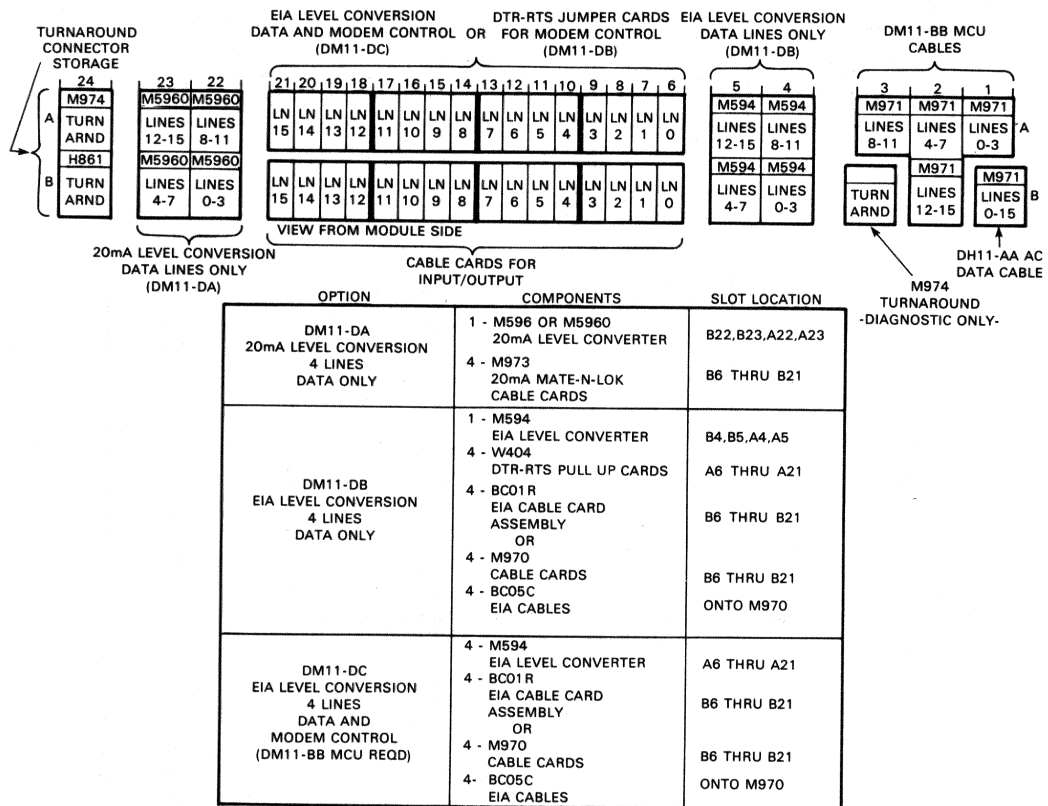 TURNAROUND
CONNECTOR
STORAGE
EIA LEVEL CONVERSION
DATA AND MODEM CONTROL
(DM11-DC)
OR
DTR-RTS JUMPER CARDS
FOR MODEM CONTROL
(DM11-DB)
EIA LEVEL CONVERSION
DATA LINES ONLY
(DM11-DB)
DM11-BB MCU
CABLES
24
23 22
21 20 19 18 17 16 15 14 13 12 11 10 9 8 7 6
5 4
3 2 1
A
M974
TURN
ARND
H861
B
TURN
ARND
M5960 M5960
LINES LINES
12-15 8-11
M5960 M5960
LINES LINES
4-7 0-3
LN LN LN LN LN LN LN LN LN LN LN LN LN LN LN LN
15 14 13 12 11 10 9 8 7 6 5 4 3 2 1 0
LN LN LN LN LN LN LN LN LN LN LN LN LN LN LN LN
15 14 13 12 11 10 9 8 7 6 5 4 3 2 1 0
M594 M594
LINES LINES
12-15 8-11
M594 M594
LINES LINES
4-7 0-3
M971 M971 M971
LINES LINES LINES
8-11 4-7 0-3
A
M971
LINES
12-15
M971
LINES
0-15
B
TURN
ARND
VIEW FROM MODULE SIDE
20mA LEVEL CONVERSION
DATA LINES ONLY
(DM11-DA)
CABLE CARDS FOR
INPUT/OUTPUT
DH11-AA AC
DATA CABLE
M974
TURNAROUND
-DIAGNOSTIC ONLY-
OPTION COMPONENTS SLOT LOCATION
DM11-DA
20mA LEVEL CONVERSION
4 LINES
DATA ONLY
1 - M596 OR M5960
20mA LEVEL CONVERTER
B22,B23,A22,A23
4 - M973
20mA MATE-N-LOK
CABLE CARDS
B6 THRU B21
DM11-DB
EIA LEVEL CONVERSION
4 LINES
DATA ONLY
1 - M594
EIA LEVEL CONVERTER
B4,B5,A4,A5
4 - W404
DTR-RTS PULL UP CARDS
A6 THRU A21
4 - BC01R
EIA CABLE CARD
ASSEMBLY
B6 THRU B21
OR
4 - M970
CABLE CARDS
B6 THRU B21
4 - BC05C
EIA CABLES
ONTO M970
DM11-DC
EIA LEVEL CONVERSION
4 LINES
DATA AND
MODEM CONTROL
(DM11-BB MCU REQD)
4 - M594
EIA LEVEL CONVERTER
A6 THRU A21
4 - BC01R
EIA CABLE CARD
ASSEMBLY
B6 THRU B21
OR
4 - M970
CABLE CARDS
B6 THRU B21
4- BC05C
EIA CABLES
ONTO M970